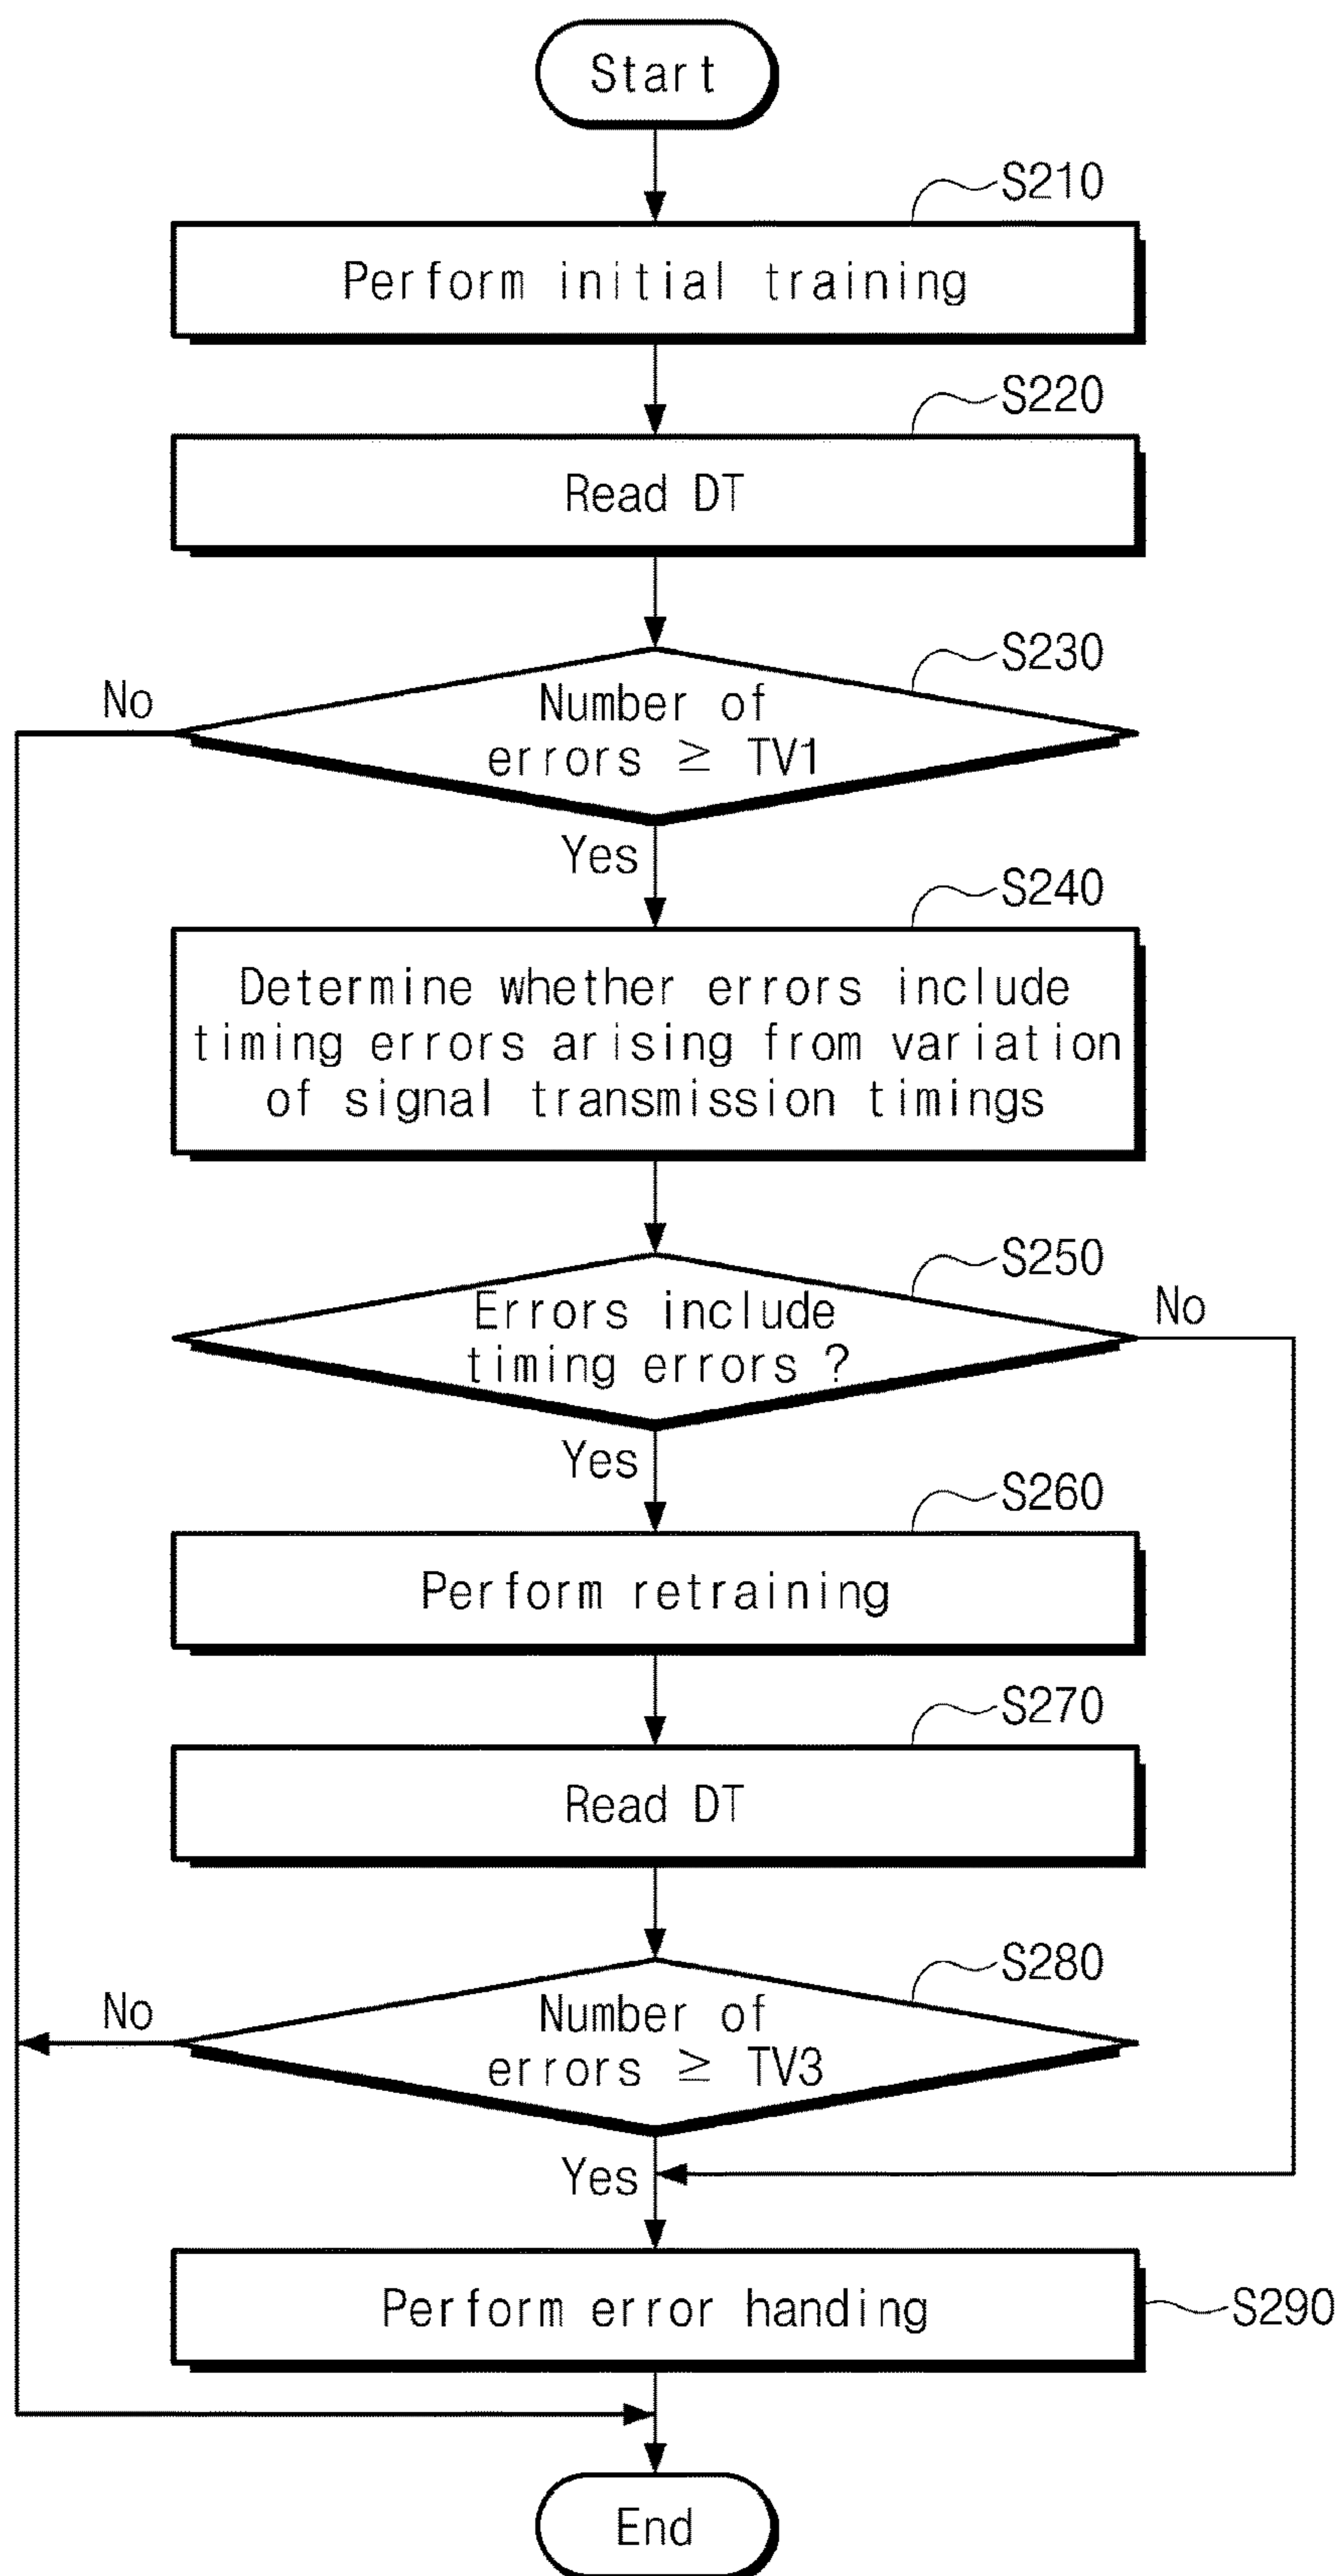 Start
S210
Perform initial training
S220
Read DT
S230
No
Number of
errors ≥ TV1
Yes
S240
Determine whether errors include
timing errors arising from variation
of signal transmission timings
S250
Errors include
timing errors ?
No
Yes
S260
Perform retraining
S270
Read DT
S280
No
Number of
errors ≥ TV3
Yes
Perform error handing
S290
End